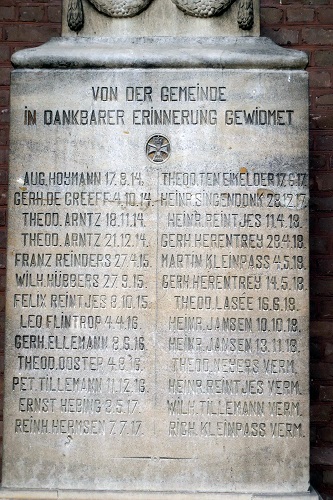 VON DER GEMEINDE
IN DANKBARER ERINNERUNG GEWIDMET
AUG. HOYMANN 17.8.14.
GERH. DE GREEFF 4.10.14.
THEOD. ARNTZ 18.11.14.
THEOD. ARNTZ 21.12.14.
FRANZ REINDERS 27.4.15.
WILH. HÜBBERS 27.9.15.
FELIX REINTJES 8.10.15.
LEO FLINTROP 4.4.16.
GERH. ELLEMANN 8.6.16.
THEOD. OOSTEP 4.9.16.
PET. TILLEMANN 11.12.16.
ERNST HEBING 2.5.17.
REINH. HERMSEN 7.7.17.
THEOD. TEN EIMELDER 17.9.17.
HEINR. SINGENDONK 28.12.17.
HEINR. REINTJES 11.4.18.
GERH. HERENTREY 28.4.18.
MARTIN KLEINPASS 4.5.18.
GERH. HERENTREY 14.5.18.
THEOD. LASEE 16.6.18.
HEINR. JANSEN 10.10.18.
HEINR. JANSEN 13.11.18.
THEOD. NEYERS VERM.
HEINR. REINTJES VERM.
WILH. TILLEMANN VERM.
RICH. KLEINPASS VERM.